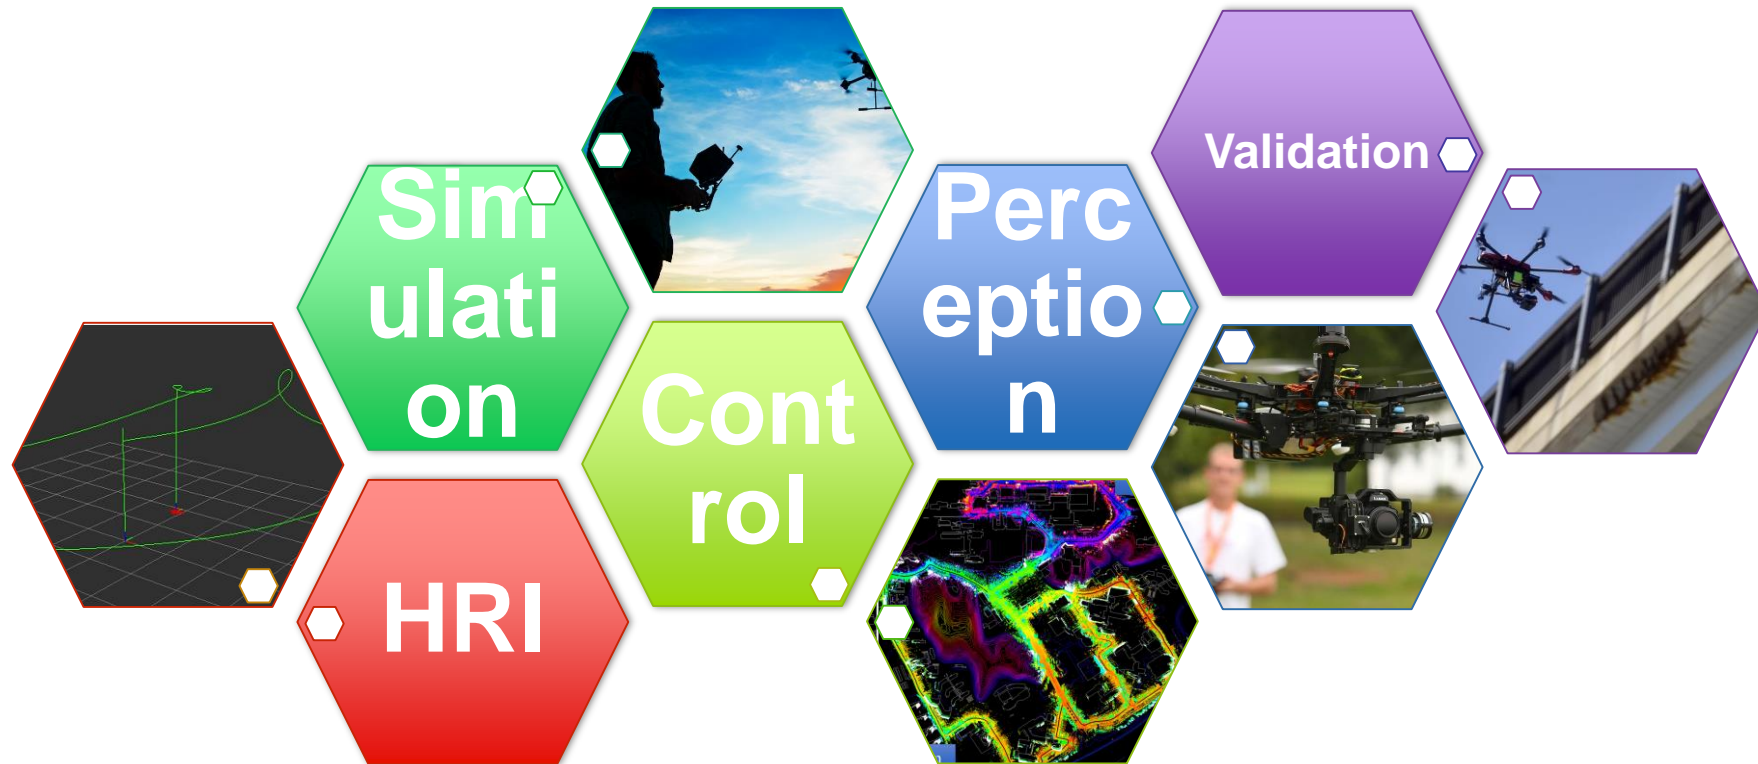 Sim
ulati
on
HRI
Cont
rol
Perc
eptio
n
Validation